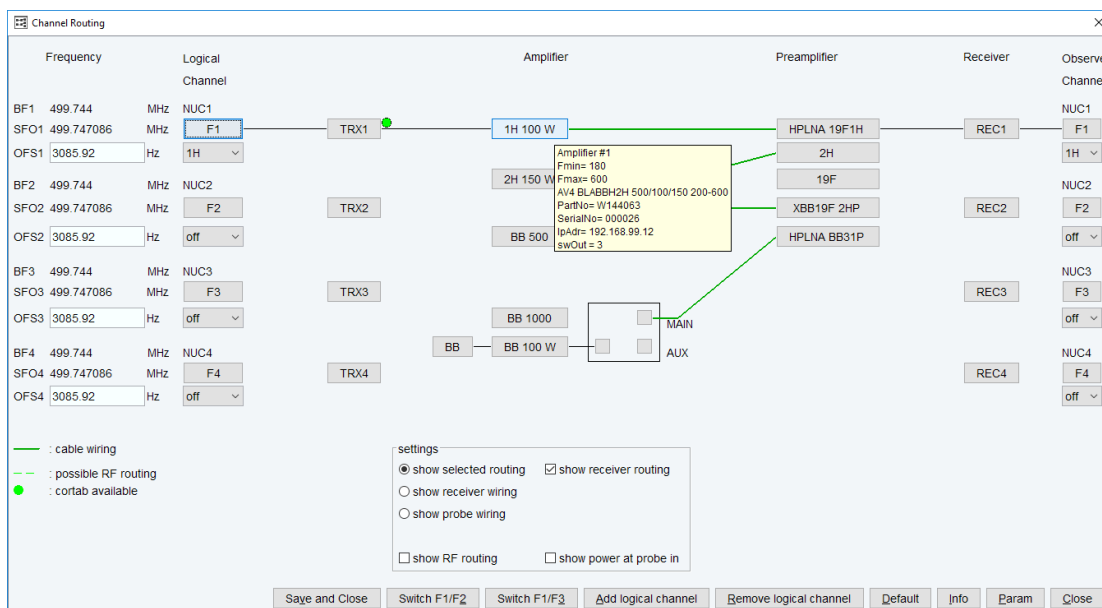 Channel Routing
Frequency Logical Channel Amplifier Preamplifier Receiver Observe Channe
BF1 499.744 MHz NUC1 NUC1
SFO1 499.747086 MHz F1 TRX1 1H 100 W HPLNA 19F1H REC1 F1
OFS1 3085.92 Hz 1H 2H 1H
Amplifier #1
Fmin= 180
Fmax= 600
AV4 BLABBH2H 500/100/150 200-600
PartNo= W144063
SerialNo= 000026
IpAdr= 192.168.99.12
swOut = 3
BF2 499.744 MHz NUC2 2H 150 W 19F NUC2
SFO2 499.747086 MHz F2 TRX2 XBB19F 2HP REC2 F2
OFS2 3085.92 Hz off BB 500 HPLNA BB31P off
BF3 499.744 MHz NUC3 NUC3
SFO3 499.747086 MHz F3 TRX3 REC3 F3
OFS3 3085.92 Hz off BB 1000 MAIN off
BB BB 100 W AUX
BF4 499.744 MHz NUC4 NUC4
SFO4 499.747086 MHz F4 TRX4 REC4 F4
OFS4 3085.92 Hz off off
: cable wiring
: possible RF routing
: cortab available
settings
show selected routing show receiver routing
show receiver wiring
show probe wiring
show RF routing show power at probe in
Save and Close Switch F1/F2 Switch F1/F3 Add logical channel Remove logical channel Default Info Param Close